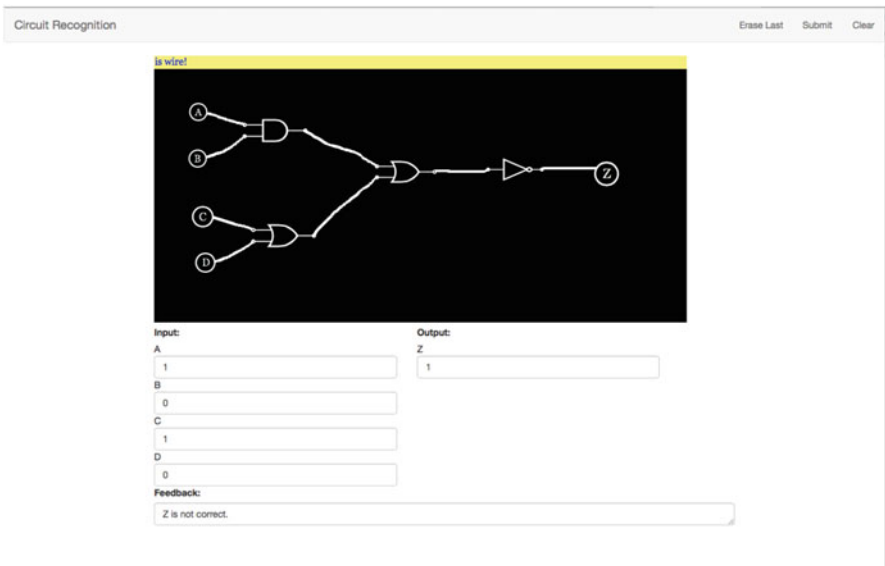 Circuit Recognition
Erase Last Submit Clear
is wire!
A
B
C
D
Z
Input:
A
1
B
0
C
1
D
0
Output:
Z
1
Feedback:
Z is not correct.